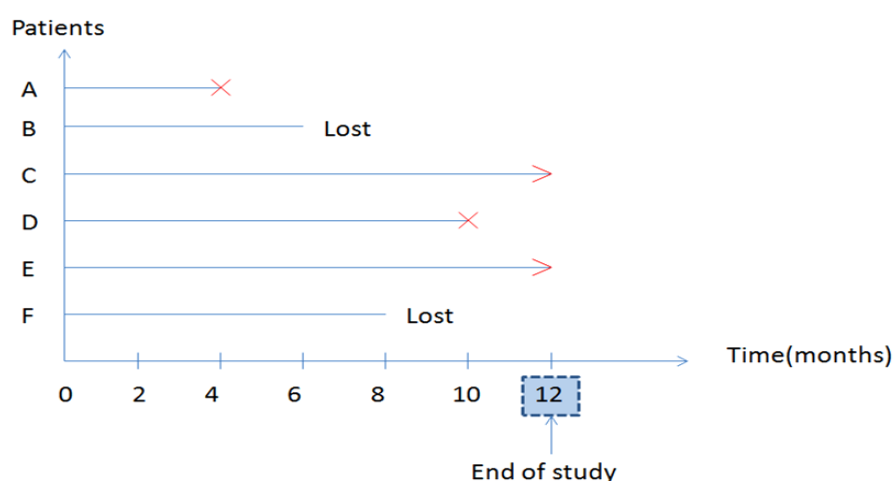 Patients
A
B Lost
C
D
E
F Lost
Time(months)
0 2 4 6 8 10 12
End of study